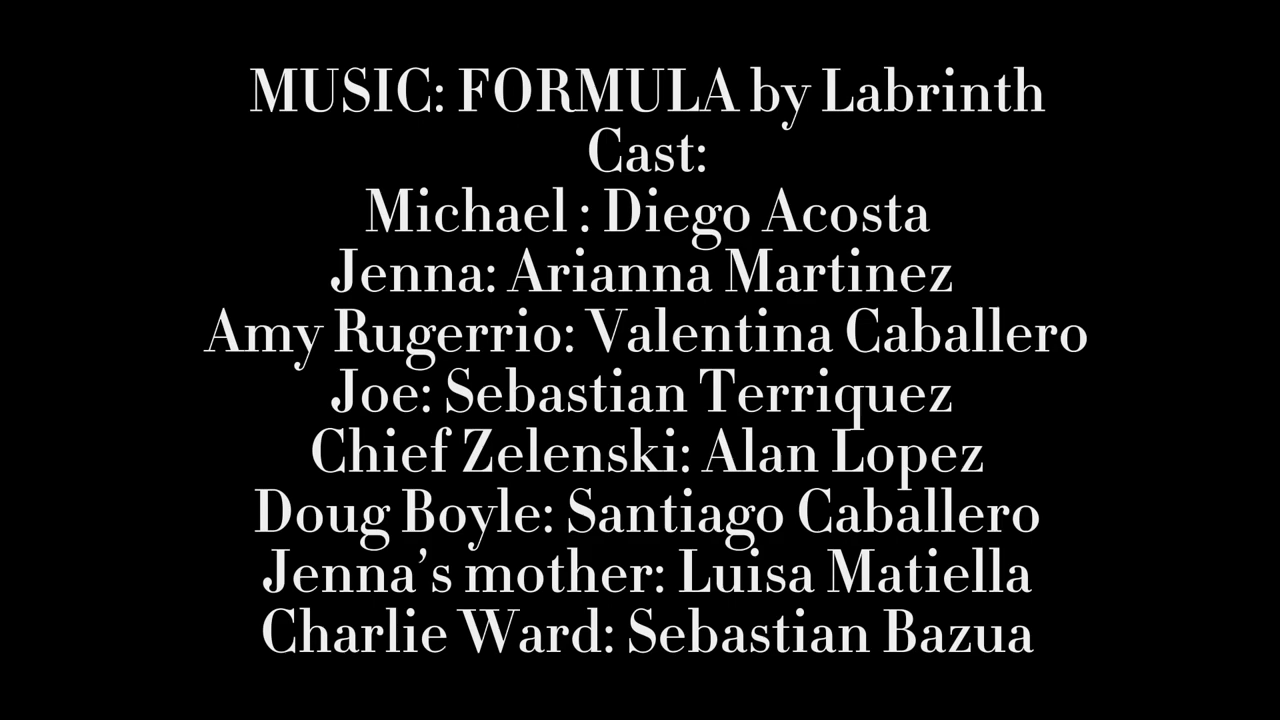 MUSIC: FORMULA by Labrinth
Cast:
Michael : Diego Acosta
Jenna: Arianna Martinez
Amy Rugerrio: Valentina Caballero
Joe: Sebastian Terriquez
Chief Zelenski: Alan Lopez
Doug Boyle: Santiago Caballero
Jenna’s mother: Luisa Matiella
Charlie Ward: Sebastian Bazua